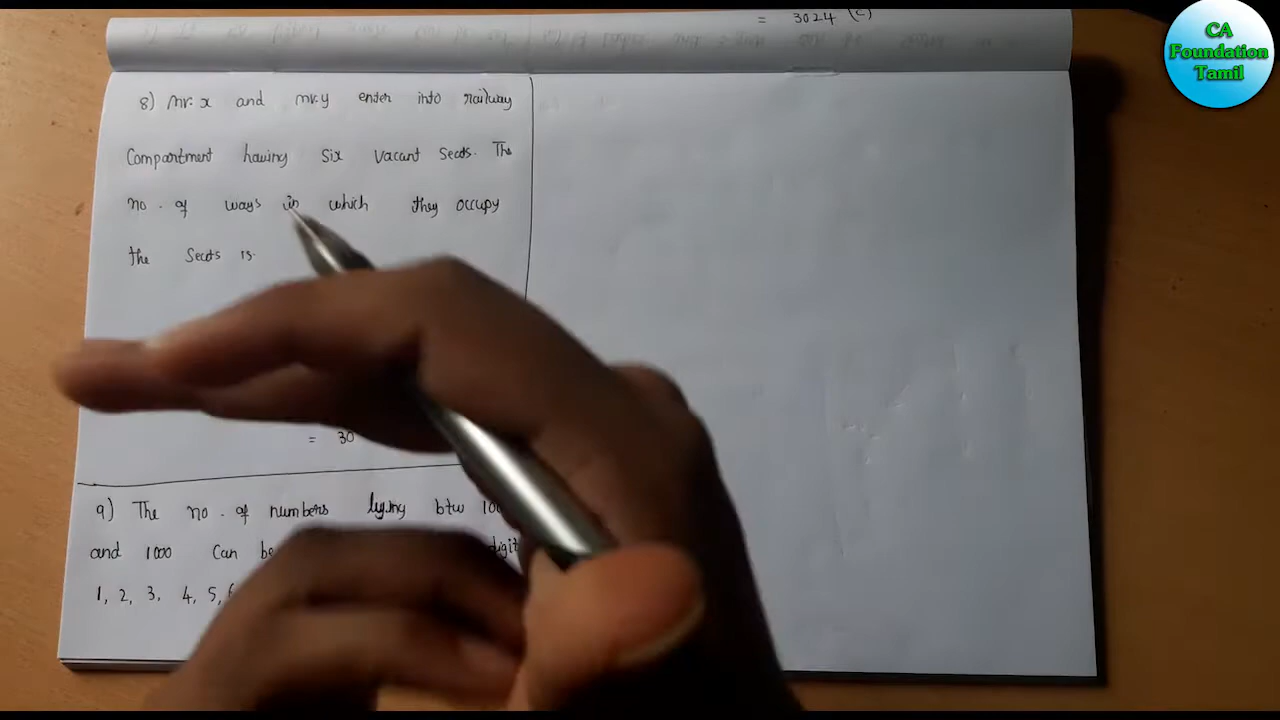 = 3024 (c)
CA
Foundation
Tamil
8) Mr. x and mr.y enter into railway
Compartment having Six Vacant Seats. The
no. of ways in which they occupy
the Seats is.
= 30
9) The no. of numbers lying btw
and 1000 Can be
1, 2, 3, 4, 5,